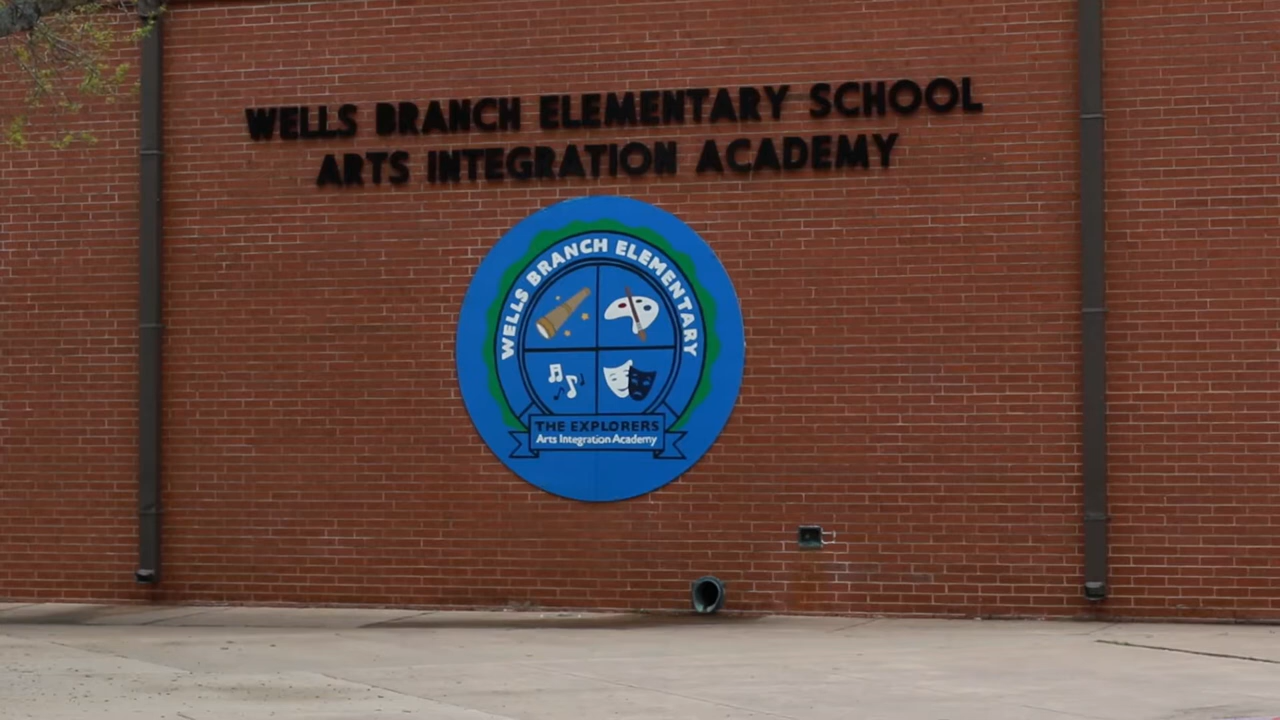 WELLS BRANCH ELEMENTARY SCHOOL
ARTS INTEGRATION ACADEMY
WELLS BRANCH ELEMENTARY
THE EXPLORERS
Arts Integration Academy